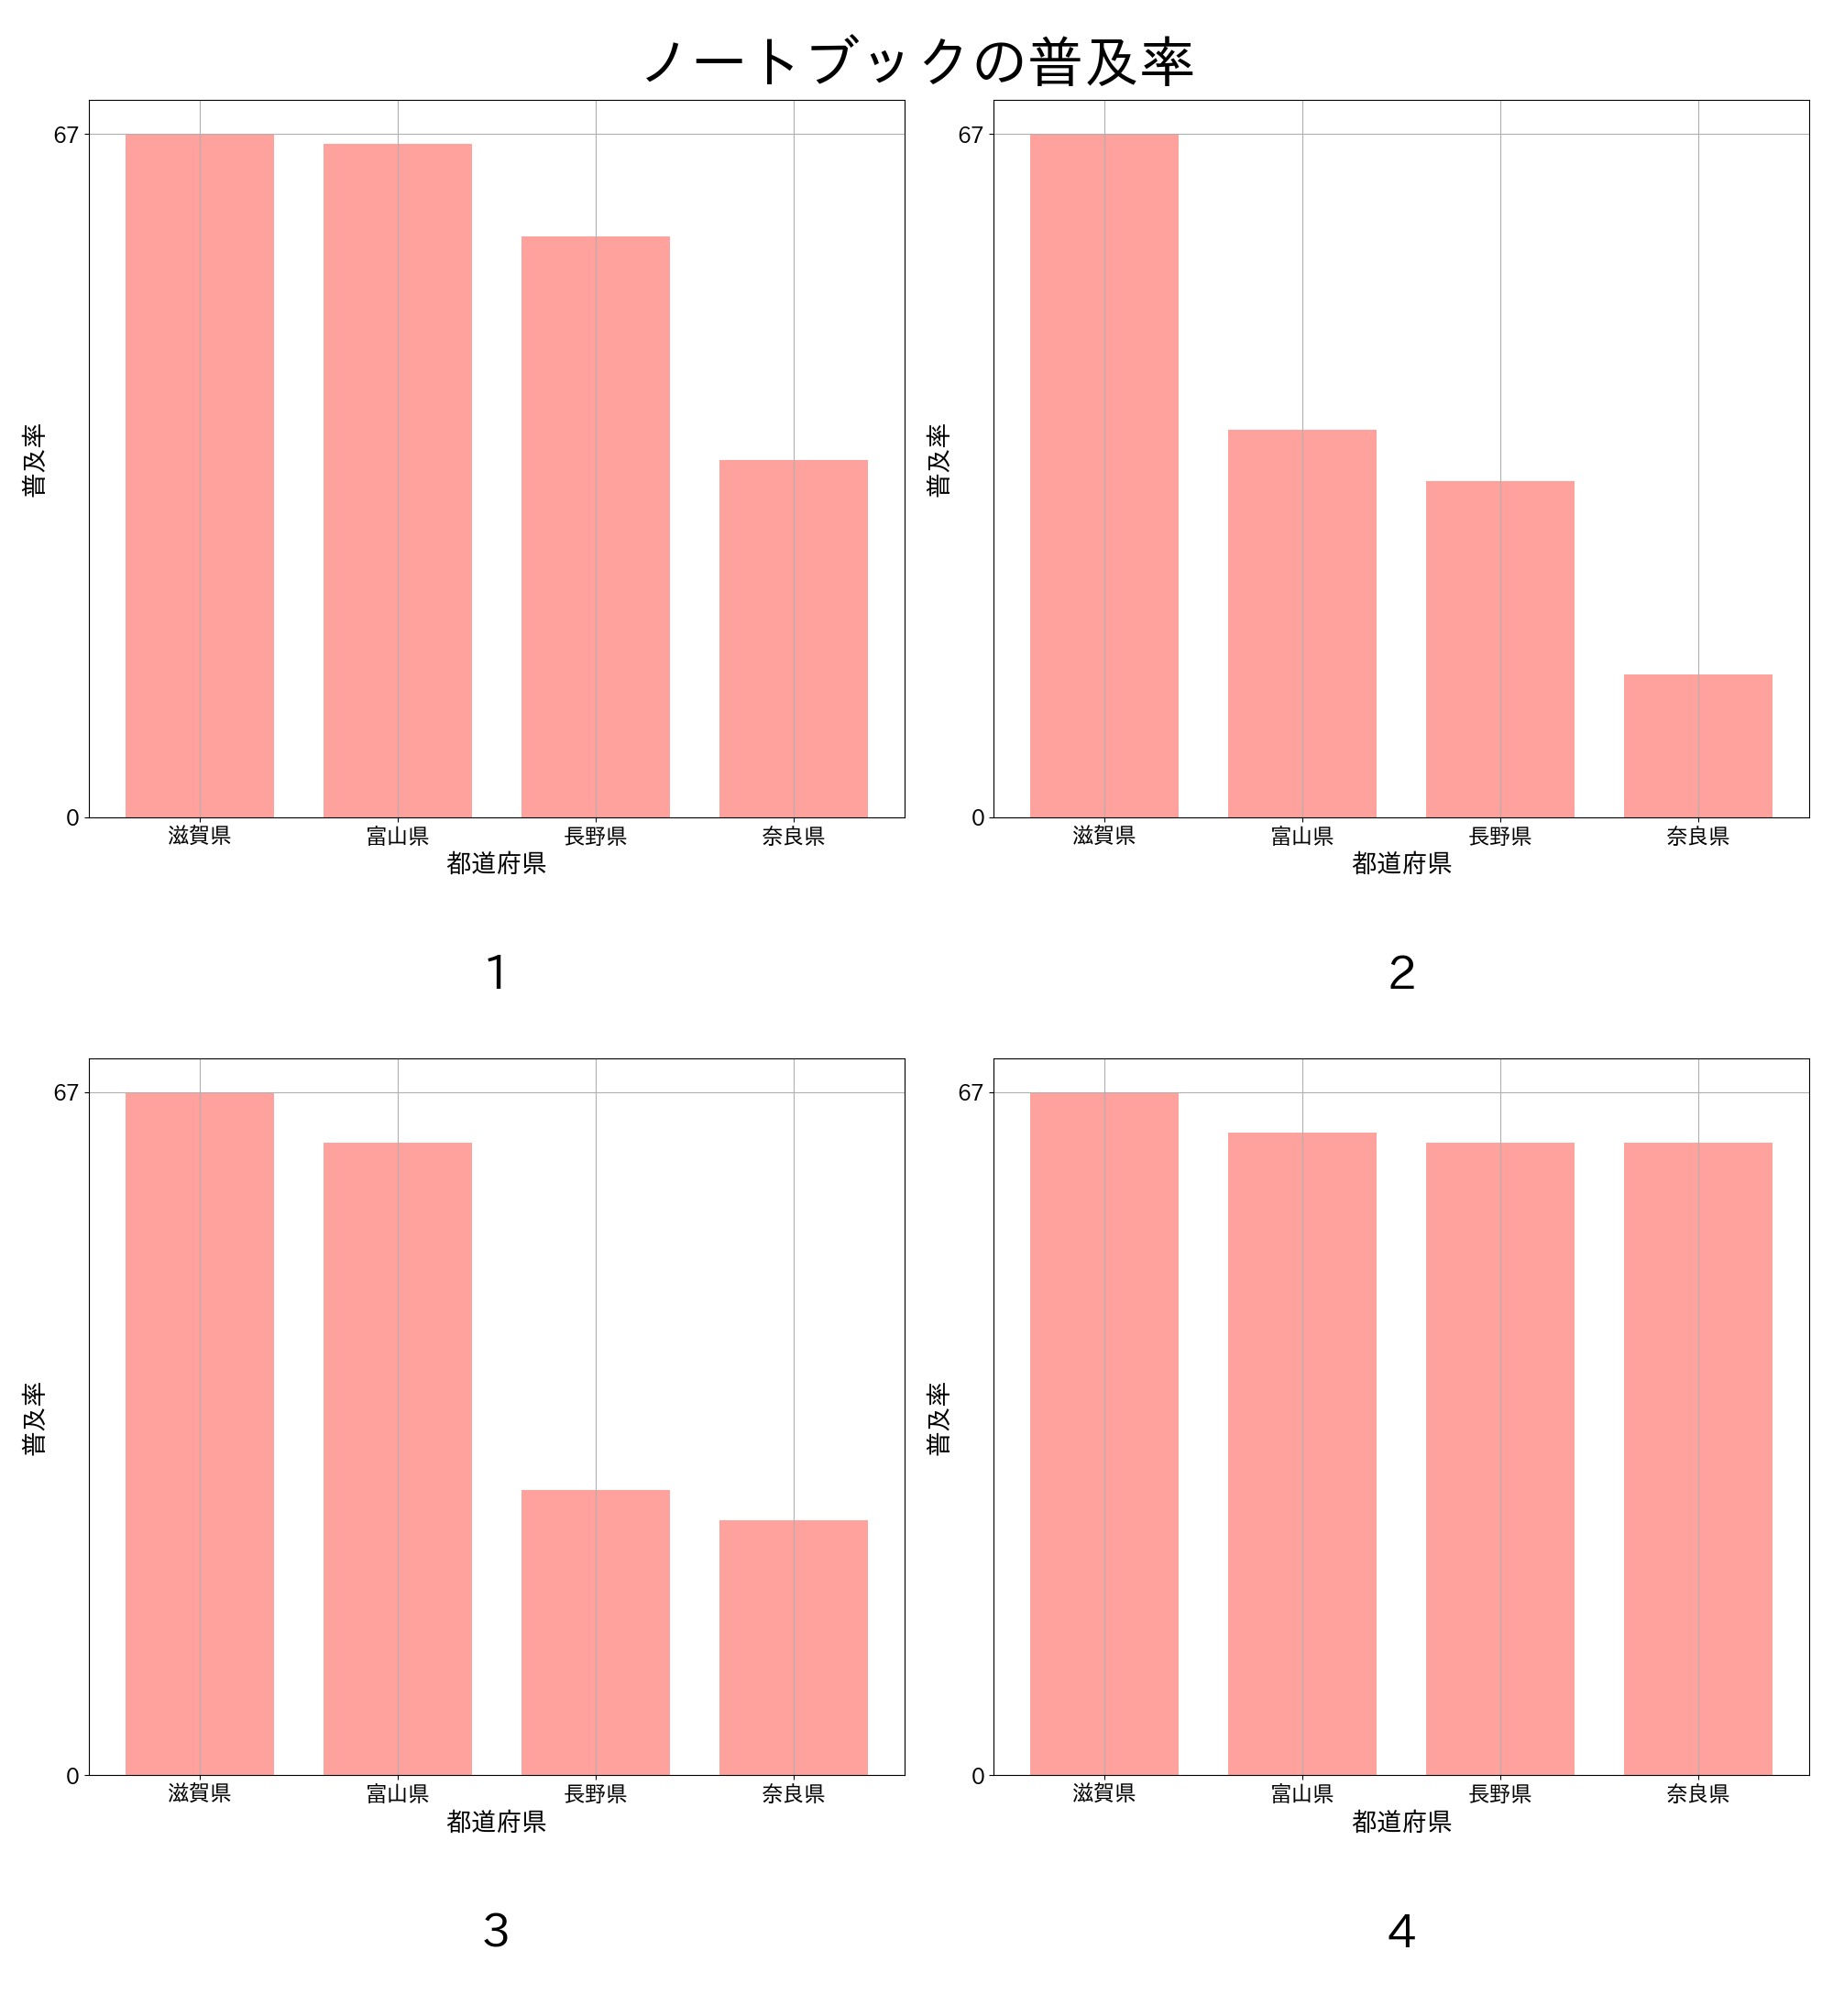 ノートブックの普及率
67
0
普及率
滋賀県 富山県 長野県 奈良県
都道府県
1
67
0
普及率
滋賀県 富山県 長野県 奈良県
都道府県
2
67
0
普及率
滋賀県 富山県 長野県 奈良県
都道府県
3
67
0
普及率
滋賀県 富山県 長野県 奈良県
都道府県
4